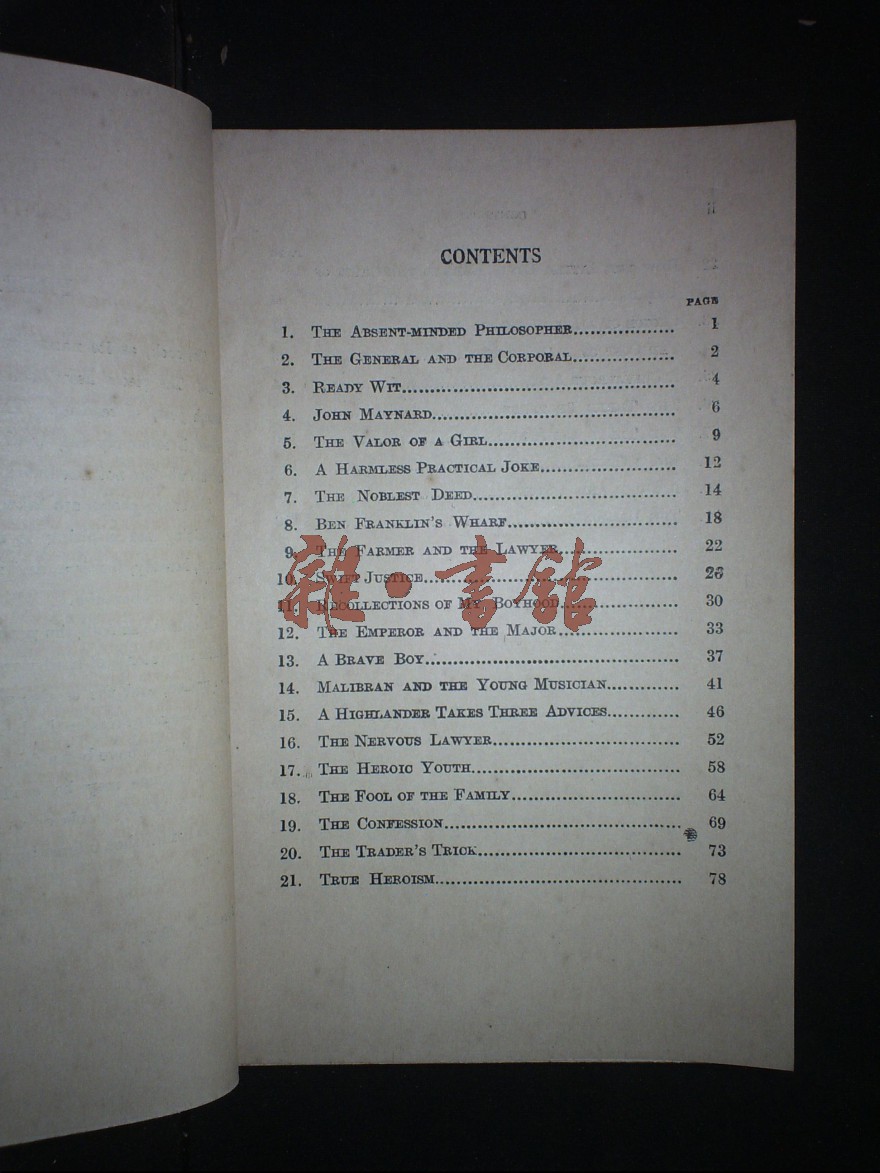 CONTENTS
PAGE
1. THE ABSENT-MINDED PHILOSOPHER.................. 1
2. THE GENERAL AND THE CORPORAL.................. 2
3. READY WIT.................. 4
4. JOHN MAYNARD.................. 6
5. THE VALOR OF A GIRL.................. 9
6. A HARMLESS PRACTICAL JOKE.................. 12
7. THE NOBLEST DEED.................. 14
8. BEN FRANKLIN'S WHARF.................. 18
9. THE FARMER AND THE LAWYER.................. 22
10. SWIFT JUSTICE.................. 26
11. RECOLLECTIONS OF MY BOYHOOD.................. 30
12. THE EMPEROR AND THE MAJOR.................. 33
13. A BRAVE BOY.................. 37
14. MALIBRAN AND THE YOUNG MUSICIAN............. 41
15. A HIGHLANDER TAKES THREE ADVICES............. 46
16. THE NERVOUS LAWYER.................. 52
17. THE HEROIC YOUTH.................. 58
18. THE FOOL OF THE FAMILY.................. 64
19. THE CONFESSION.................. 69
20. THE TRADER'S TRICK.................. 73
21. TRUE HEROISM.................. 78
雜·書館